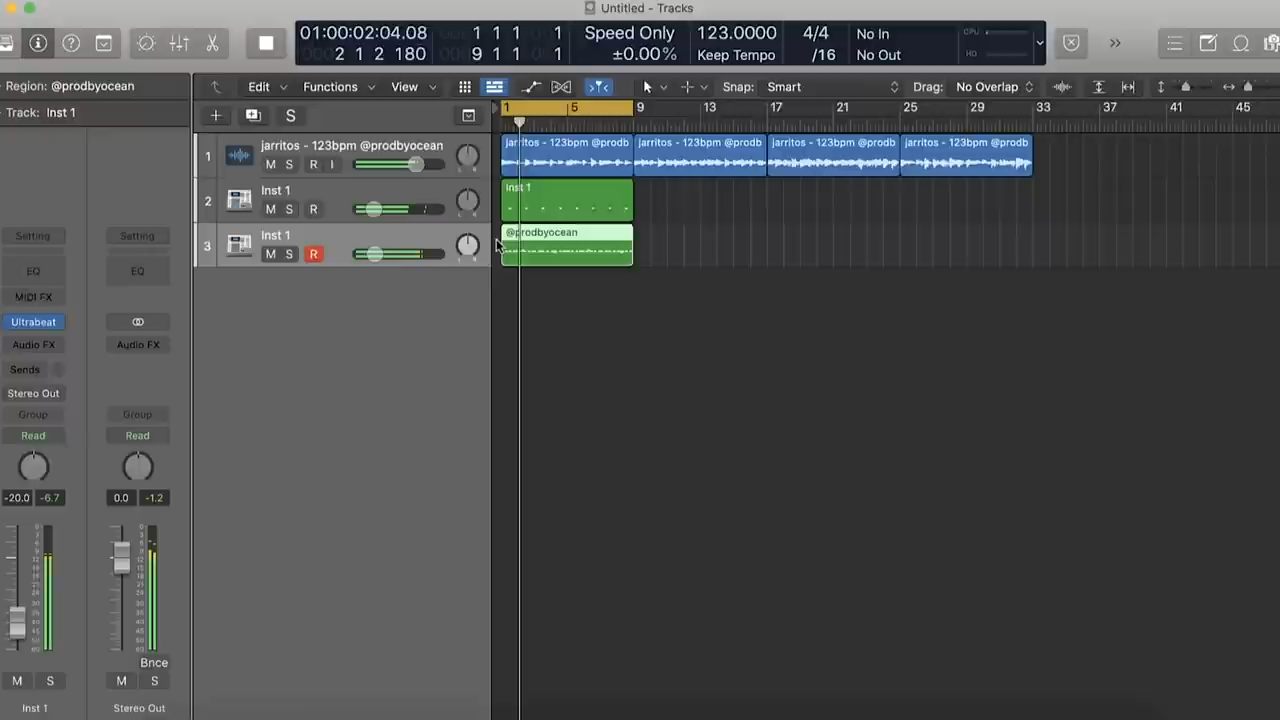 Untitled - Tracks
01:00:02:04.08
2 1 2 180
1 1 1 1
9 1 1 1
Speed Only
±0.00%
123.0000
Keep Tempo
4/4
/16
No In
No Out
CPU
HD
Region: @prodbyocean
Edit
Functions
View
Snap:
Smart
Drag:
No Overlap
Track: Inst 1
S
1
5
9
13
17
21
25
29
33
37
41
45
1
jarritos - 123bpm @prodbyocean
M S R I
L R
jarritos - 123bpm @prodb
jarritos - 123bpm @prodb
jarritos - 123bpm @prodb
jarritos - 123bpm @prodb
2
Inst 1
M S R
L R
Inst 1
3
Inst 1
M S R
L R
@prodbyocean
Setting
Setting
EQ
EQ
MIDI FX
Ultrabeat
Audio FX
Audio FX
Sends
Stereo Out
Group
Group
Read
Read
-20.0
-6.7
0.0
-1.2
Bnce
M S
M S
Inst 1
Stereo Out